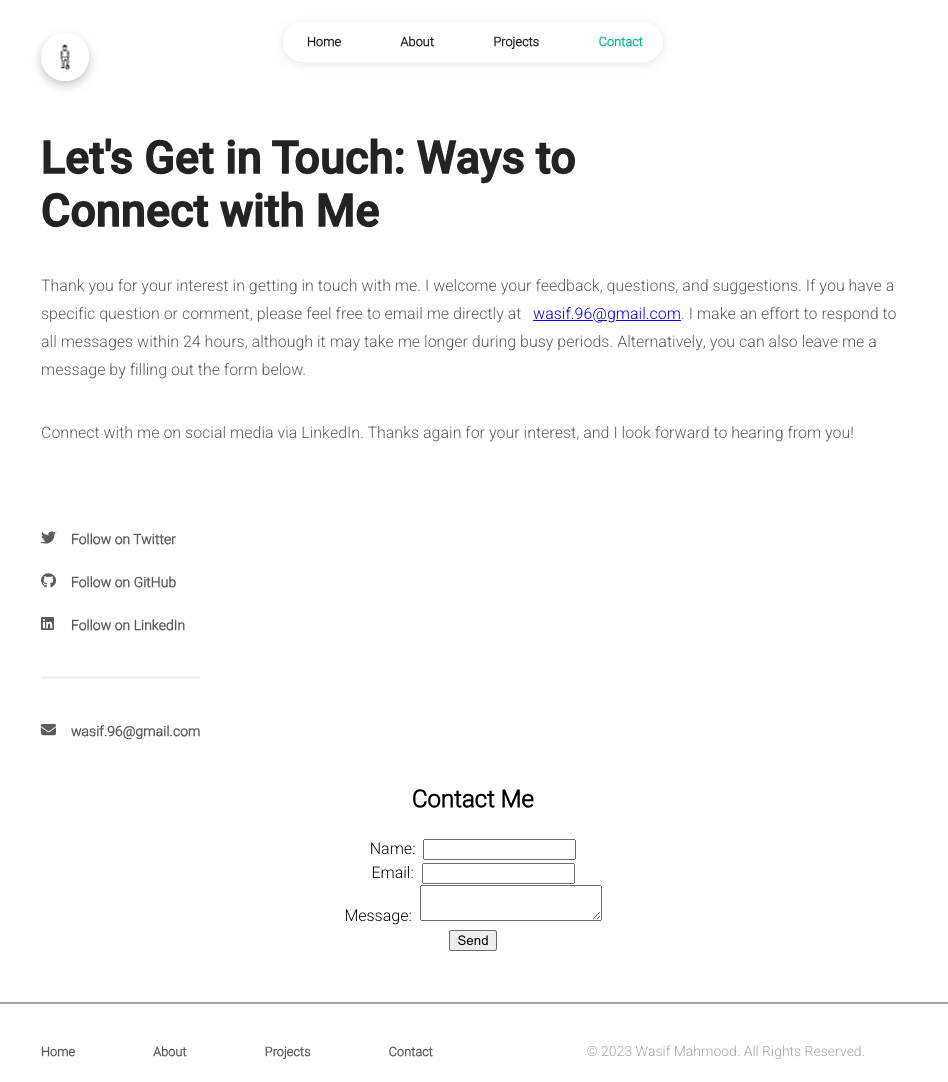 Home About Projects Contact
Let's Get in Touch: Ways to
Connect with Me
Thank you for your interest in getting in touch with me. I welcome your feedback, questions, and suggestions. If you have a
specific question or comment, please feel free to email me directly at wasif.96@gmail.com. I make an effort to respond to
all messages within 24 hours, although it may take me longer during busy periods. Alternatively, you can also leave me a
message by filling out the form below.
Connect with me on social media via LinkedIn. Thanks again for your interest, and I look forward to hearing from you!
Follow on Twitter
Follow on GitHub
Follow on LinkedIn
wasif.96@gmail.com
Contact Me
Name:
Email:
Message:
Send
Home About Projects Contact © 2023 Wasif Mahmood. All Rights Reserved.